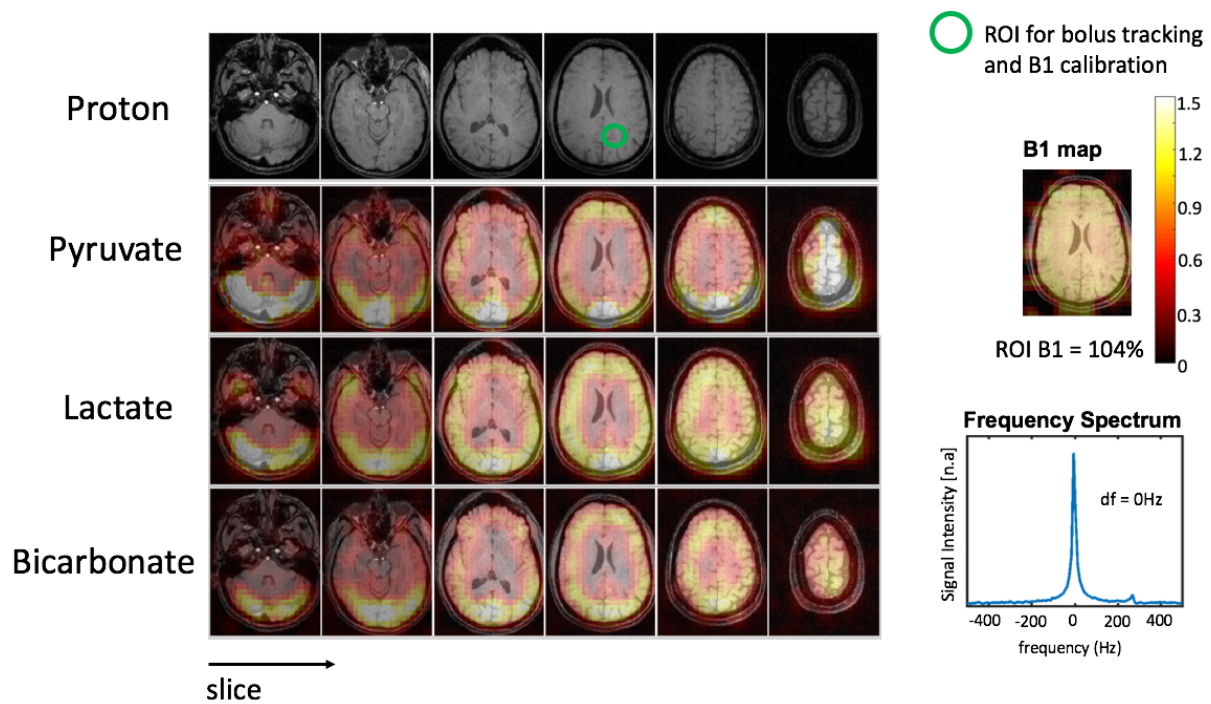 Proton
Pyruvate
Lactate
Bicarbonate
slice
ROI for bolus tracking
and B1 calibration
B1 map
1.5
1.2
0.9
0.6
0.3
0
ROI B1 = 104%
Frequency Spectrum
Signal Intensity [n.a]
df = 0Hz
-400 -200 0 200 400
frequency (Hz)